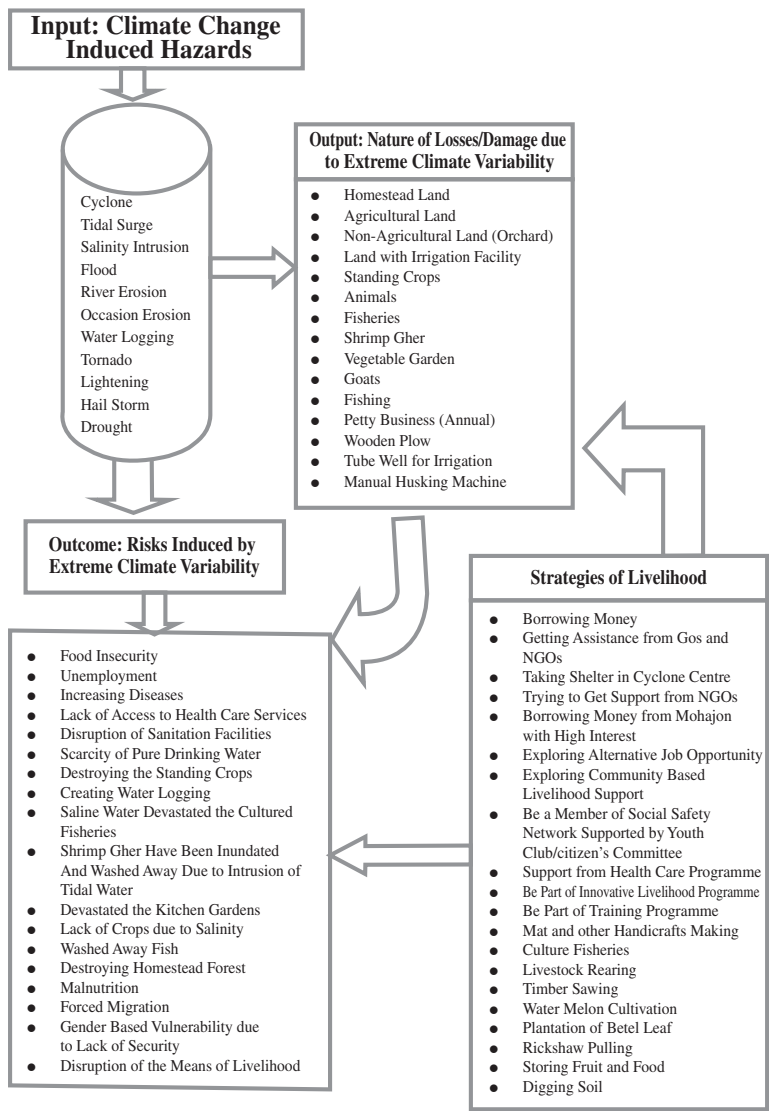 Input: Climate Change
Induced Hazards
Cyclone
Tidal Surge
Salinity Intrusion
Flood
River Erosion
Occasion Erosion
Water Logging
Tornado
Lightening
Hail Storm
Drought
Output: Nature of Losses/Damage due
to Extreme Climate Variability
● Homestead Land
● Agricultural Land
● Non-Agricultural Land (Orchard)
● Land with Irrigation Facility
● Standing Crops
● Animals
● Fisheries
● Shrimp Gher
● Vegetable Garden
● Goats
● Fishing
● Petty Business (Annual)
● Wooden Plow
● Tube Well for Irrigation
● Manual Husking Machine
Outcome: Risks Induced by
Extreme Climate Variability
● Food Insecurity
● Unemployment
● Increasing Diseases
● Lack of Access to Health Care Services
● Disruption of Sanitation Facilities
● Scarcity of Pure Drinking Water
● Destroying the Standing Crops
● Creating Water Logging
● Saline Water Devastated the Cultured
Fisheries
● Shrimp Gher Have Been Inundated
And Washed Away Due to Intrusion of
Tidal Water
● Devastated the Kitchen Gardens
● Lack of Crops due to Salinity
● Washed Away Fish
● Destroying Homestead Forest
● Malnutrition
● Forced Migration
● Gender Based Vulnerability due
to Lack of Security
● Disruption of the Means of Livelihood
Strategies of Livelihood
● Borrowing Money
● Getting Assistance from Gos and
NGOs
● Taking Shelter in Cyclone Centre
● Trying to Get Support from NGOs
● Borrowing Money from Mohajon
with High Interest
● Exploring Alternative Job Opportunity
● Exploring Community Based
Livelihood Support
● Be a Member of Social Safety
Network Supported by Youth
Club/citizen's Committee
● Support from Health Care Programme
● Be Part of Innovative Livelihood Programme
● Be Part of Training Programme
● Mat and other Handicrafts Making
● Culture Fisheries
● Livestock Rearing
● Timber Sawing
● Water Melon Cultivation
● Plantation of Betel Leaf
● Rickshaw Pulling
● Storing Fruit and Food
● Digging Soil